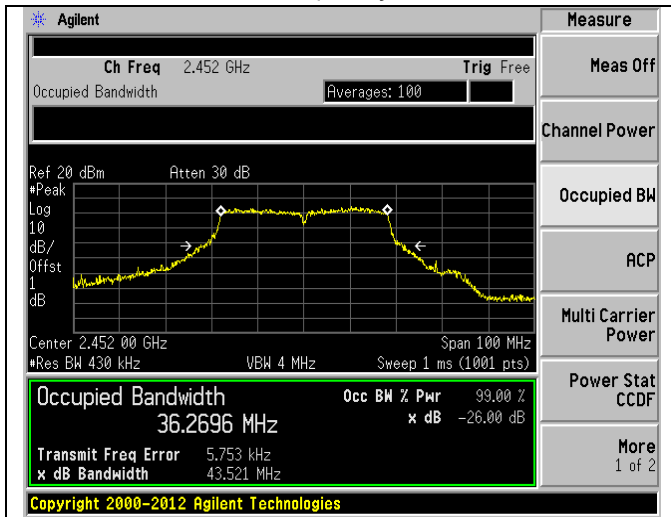 Agilent
Measure
Ch Freq 2.452 GHz Trig Free
Occupied Bandwidth Averages: 100
Meas Off
Channel Power
Occupied BW
ACP
Multi Carrier
Power
Power Stat
CCDF
More
1 of 2
Ref 20 dBm Atten 30 dB
#Peak
Log
10
dB/
Offst
1
dB
Center 2.452 00 GHz Span 100 MHz
#Res BW 430 kHz VBW 4 MHz Sweep 1 ms (1001 pts)
Occupied Bandwidth Occ BW % Pwr 99.00 %
36.2696 MHz x dB -26.00 dB
Transmit Freq Error 5.753 kHz
x dB Bandwidth 43.521 MHz
Copyright 2000-2012 Agilent Technologies